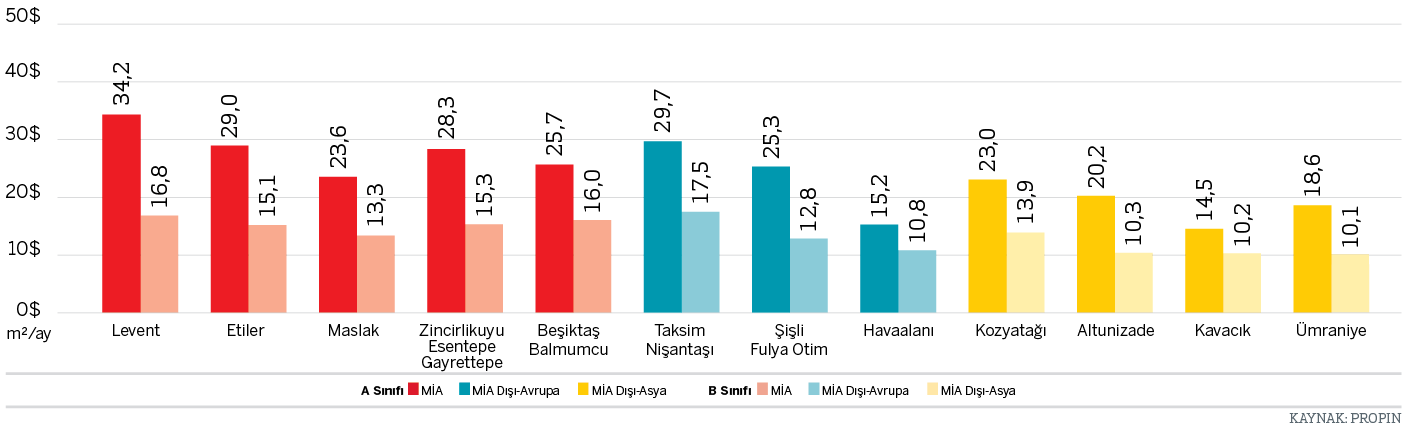 50$
40$
30$
20$
10$
0$
m²/ay
34,2
16,8
29,0
15,1
23,6
13,3
28,3
15,3
25,7
16,0
29,7
17,5
25,3
12,8
15,2
10,8
23,0
13,9
20,2
10,3
14,5
10,2
18,6
10,1
Levent
Etiler
Maslak
Zincirlikuyu
Esentepe
Gayrettepe
Beşiktaş
Balmumcu
Taksim
Nişantaşı
Şişli
Fulya Otim
Havaalanı
Kozyatağı
Altunizade
Kavacık
Ümraniye
A Sınıfı MİA MİA Dışı-Avrupa MİA Dışı-Asya B Sınıfı MİA MİA Dışı-Avrupa MİA Dışı-Asya
KAYNAK: PROPIN